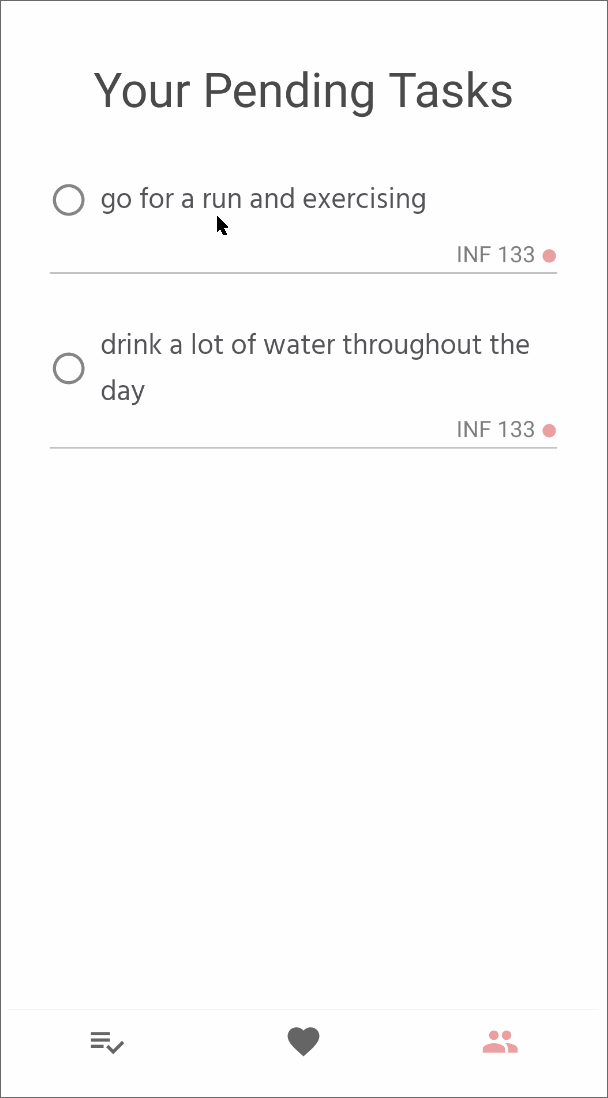 Your Pending Tasks
go for a run and exercising
INF 133
drink a lot of water throughout the
day
INF 133